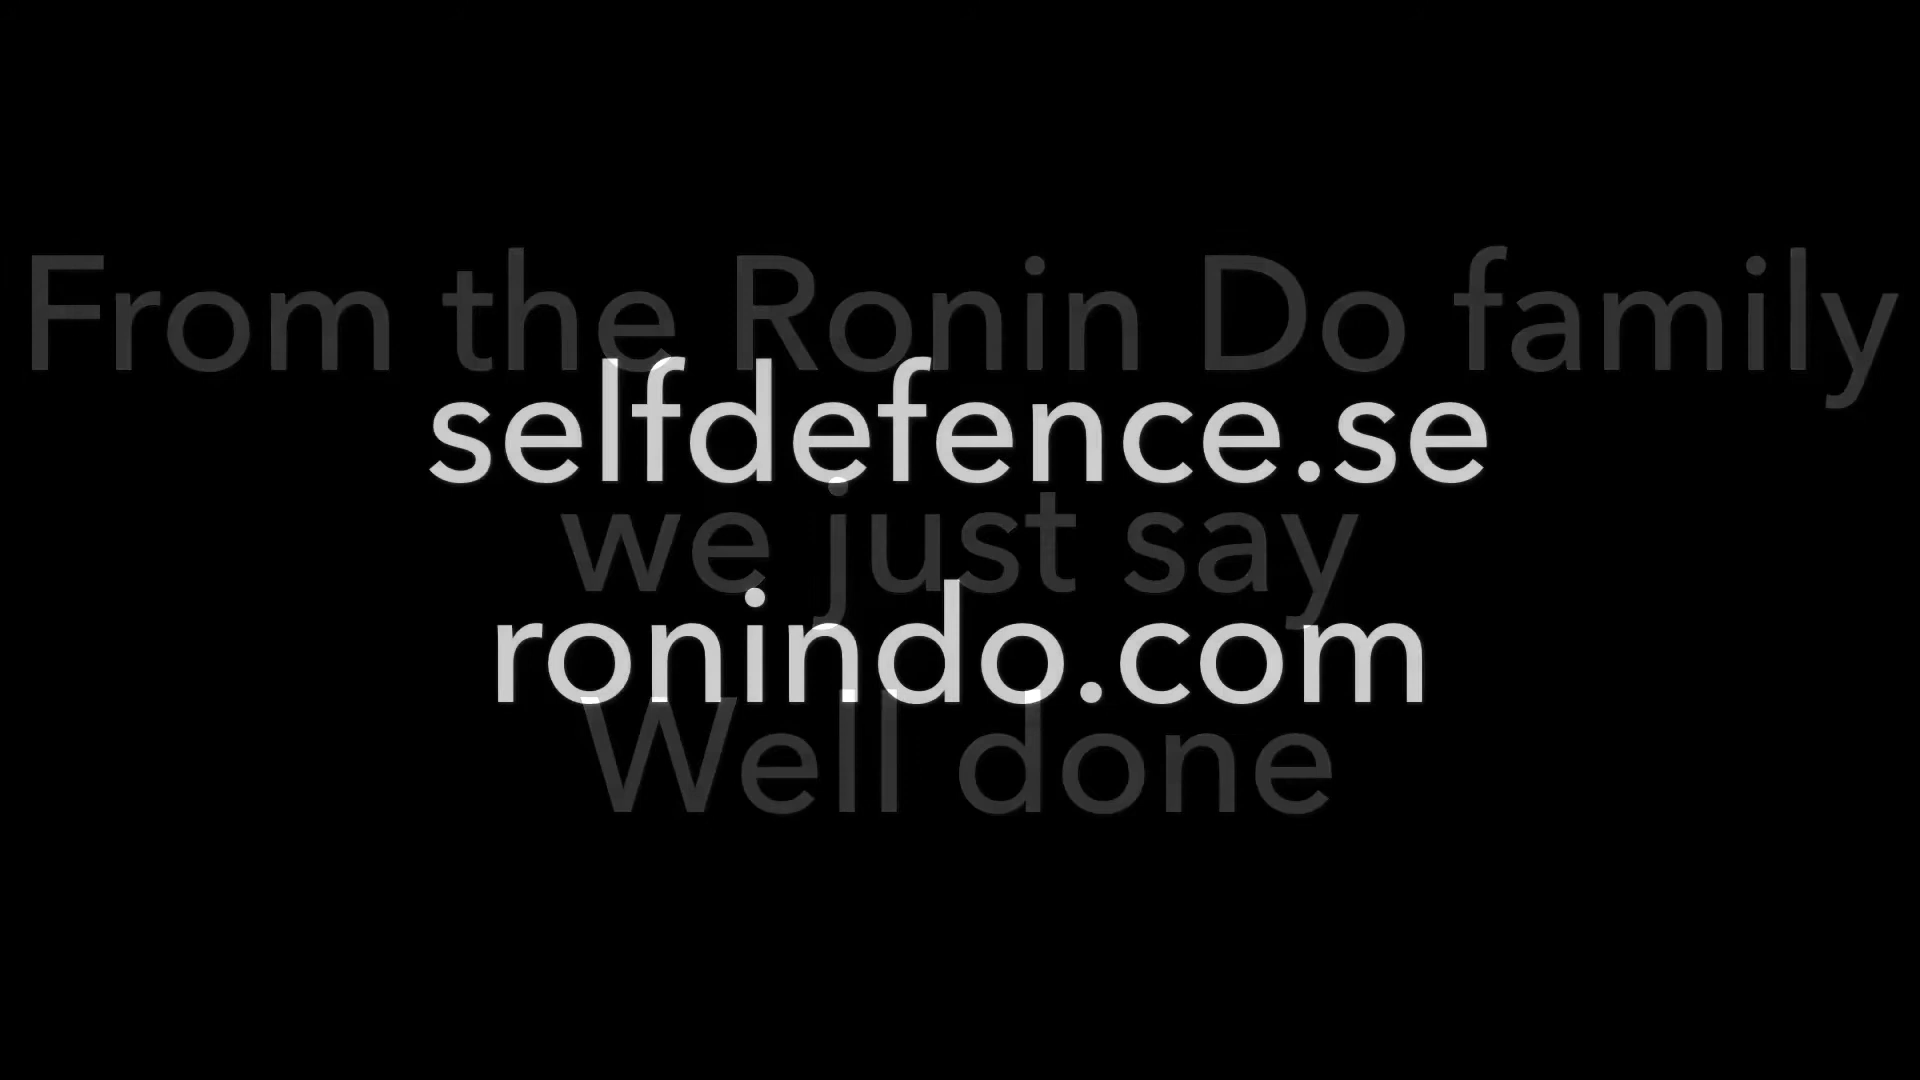 From the Ronin Do family
selfdefence.se
we just say
ronindo.com
Well done